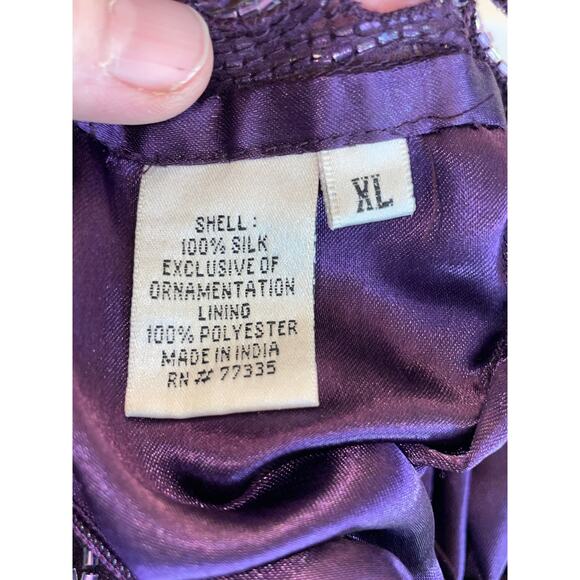 XL
SHELL:
100% SILK
EXCLUSIVE OF
ORNAMENTATION
LINING
100% POLYESTER
MADE IN INDIA
RN # 77335